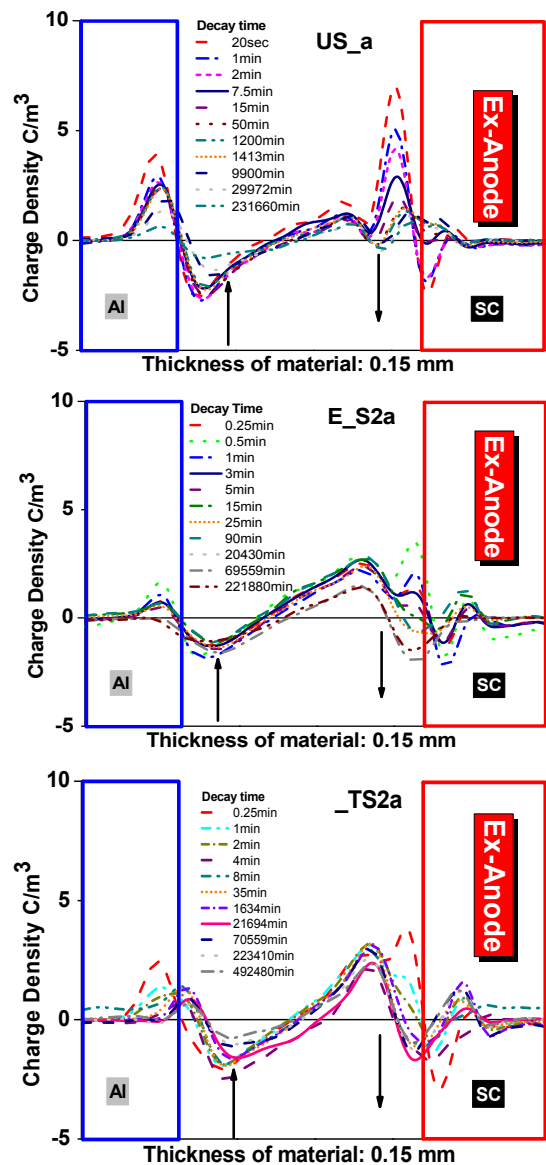 10
5
0
-5
Charge Density C/m³
US_a
Decay time
20sec
1min
2min
7.5min
15min
50min
1200min
1413min
9900min
29972min
231660min
Ex-Anode
Al
SC
Thickness of material: 0.15 mm
10
5
0
-5
Charge Density C/m³
E_S2a
Decay Time
0.25min
0.5min
1min
3min
5min
15min
25min
90min
20430min
69559min
221880min
Ex-Anode
Al
SC
Thickness of material: 0.15 mm
10
5
0
-5
Charge Density C/m³
_TS2a
Decay time
0.25min
1min
2min
4min
8min
35min
1634min
21694min
70559min
223410min
492480min
Ex-Anode
Al
SC
Thickness of material: 0.15 mm